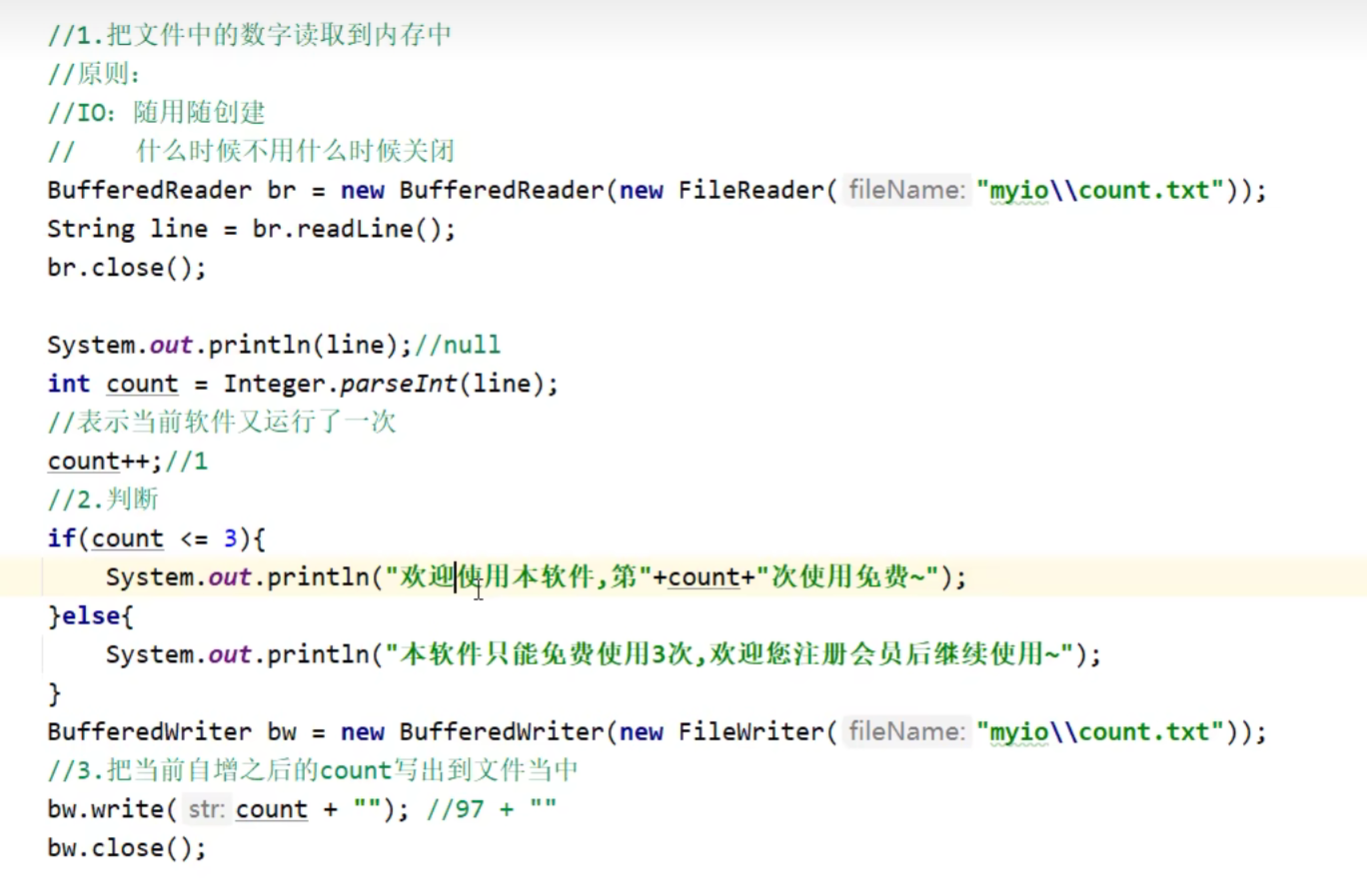 //1.把文件中的数字读取到内存中
//原则：
//IO：随用随创建
//    什么时候不用什么时候关闭
BufferedReader br = new BufferedReader(new FileReader( fileName: "myio\\count.txt"));
String line = br.readLine();
br.close();
System.out.println(line);//null
int count = Integer.parseInt(line);
//表示当前软件又运行了一次
count++;//1
//2.判断
if(count <= 3){
    System.out.println("欢迎使用本软件,第"+count+"次使用免费~");
}else{
    System.out.println("本软件只能免费使用3次,欢迎您注册会员后继续使用~");
}
BufferedWriter bw = new BufferedWriter(new FileWriter( fileName: "myio\\count.txt"));
//3.把当前自增之后的count写出到文件当中
bw.write( str: count + ""); //97 + ""
bw.close();